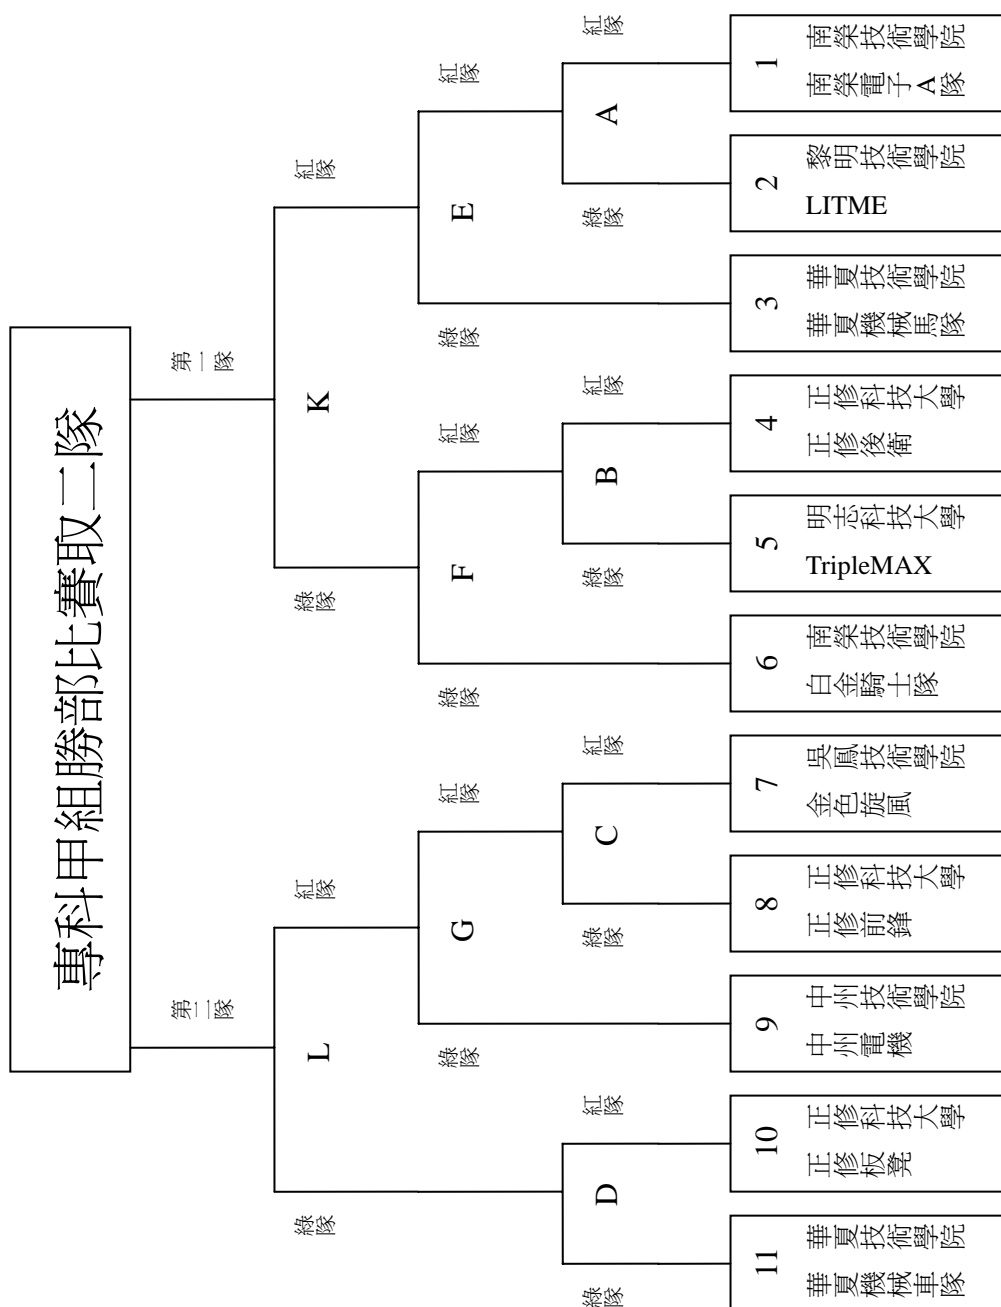 專科甲組勝部比賽取二隊
第一隊
第二隊
紅隊
K
綠隊
紅隊
L
綠隊
紅隊
E
綠隊
紅隊
F
綠隊
紅隊
G
綠隊
紅隊
A
綠隊
紅隊
B
綠隊
紅隊
C
綠隊
紅隊
D
綠隊
1
南榮技術學院
南榮電子A隊
2
黎明技術學院
LITME
3
華夏技術學院
華夏機械馬隊
4
正修科技大學
正修後衛
5
明志科技大學
TripleMAX
6
南榮技術學院
白金騎士隊
7
吳鳳技術學院
金色旋風
8
正修科技大學
正修前鋒
9
中州技術學院
中州電機
10
正修科技大學
正修板凳
11
華夏技術學院
華夏機械車隊